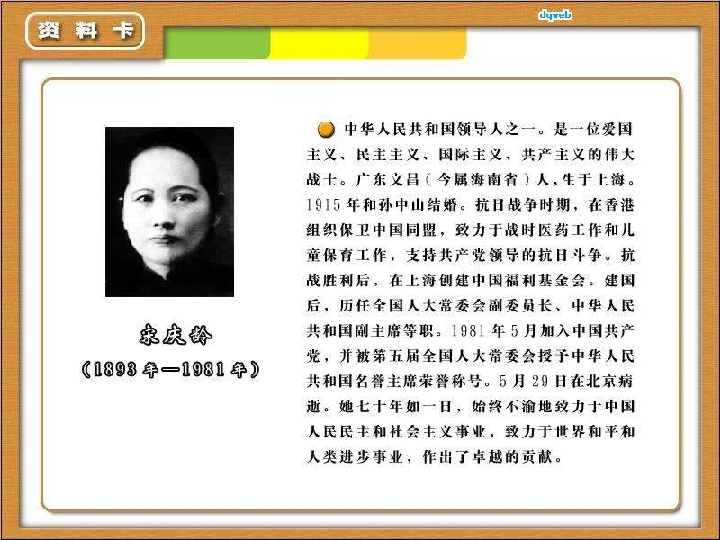 资料卡
dyweb
中华人民共和国领导人之一。是一位爱国
主义、民主主义、国际主义、共产主义的伟大
战士。广东文昌（今属海南省）人,生于上海。
1915年和孙中山结婚。抗日战争时期，在香港
组织保卫中国同盟，致力于战时医药工作和儿
童保育工作，支持共产党领导的抗日斗争。抗
战胜利后，在上海创建中国福利基金会。建国
后，历任全国人大常委会副委员长、中华人民
共和国副主席等职。1981年5月加入中国共产
党，并被第五届全国人大常委会授予中华人民
共和国名誉主席荣誉称号。5月29日在北京病
逝。她七十年如一日，始终不渝地致力于中国
人民民主和社会主义事业，致力于世界和平和
人类进步事业，作出了卓越的贡献。
宋庆龄
（1893年—1981年）